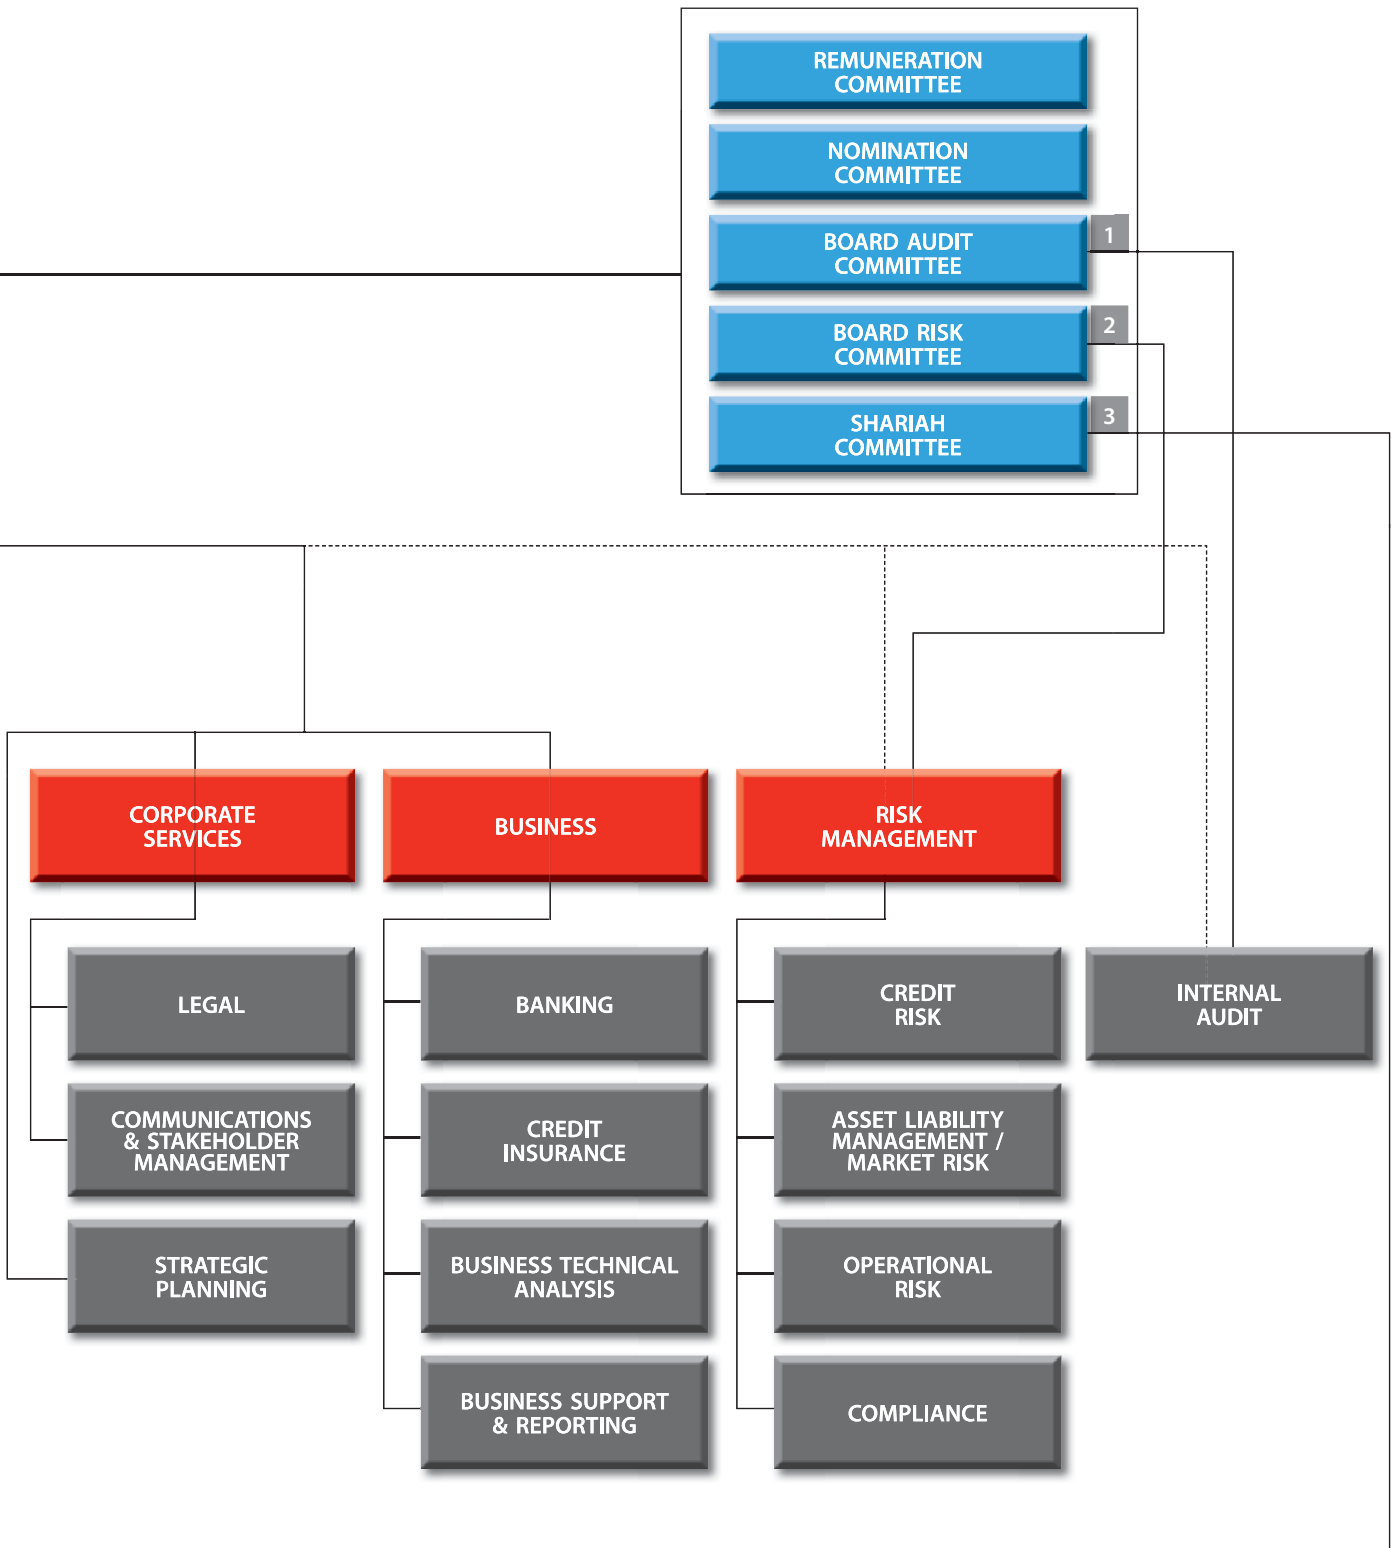 REMUNERATION
COMMITTEE
NOMINATION
COMMITTEE
BOARD AUDIT
COMMITTEE
1
BOARD RISK
COMMITTEE
2
SHARIAH
COMMITTEE
3
CORPORATE
SERVICES
BUSINESS
RISK
MANAGEMENT
LEGAL
COMMUNICATIONS
& STAKEHOLDER
MANAGEMENT
STRATEGIC
PLANNING
BANKING
CREDIT
INSURANCE
BUSINESS TECHNICAL
ANALYSIS
BUSINESS SUPPORT
& REPORTING
CREDIT
RISK
ASSET LIABILITY
MANAGEMENT /
MARKET RISK
OPERATIONAL
RISK
COMPLIANCE
INTERNAL
AUDIT